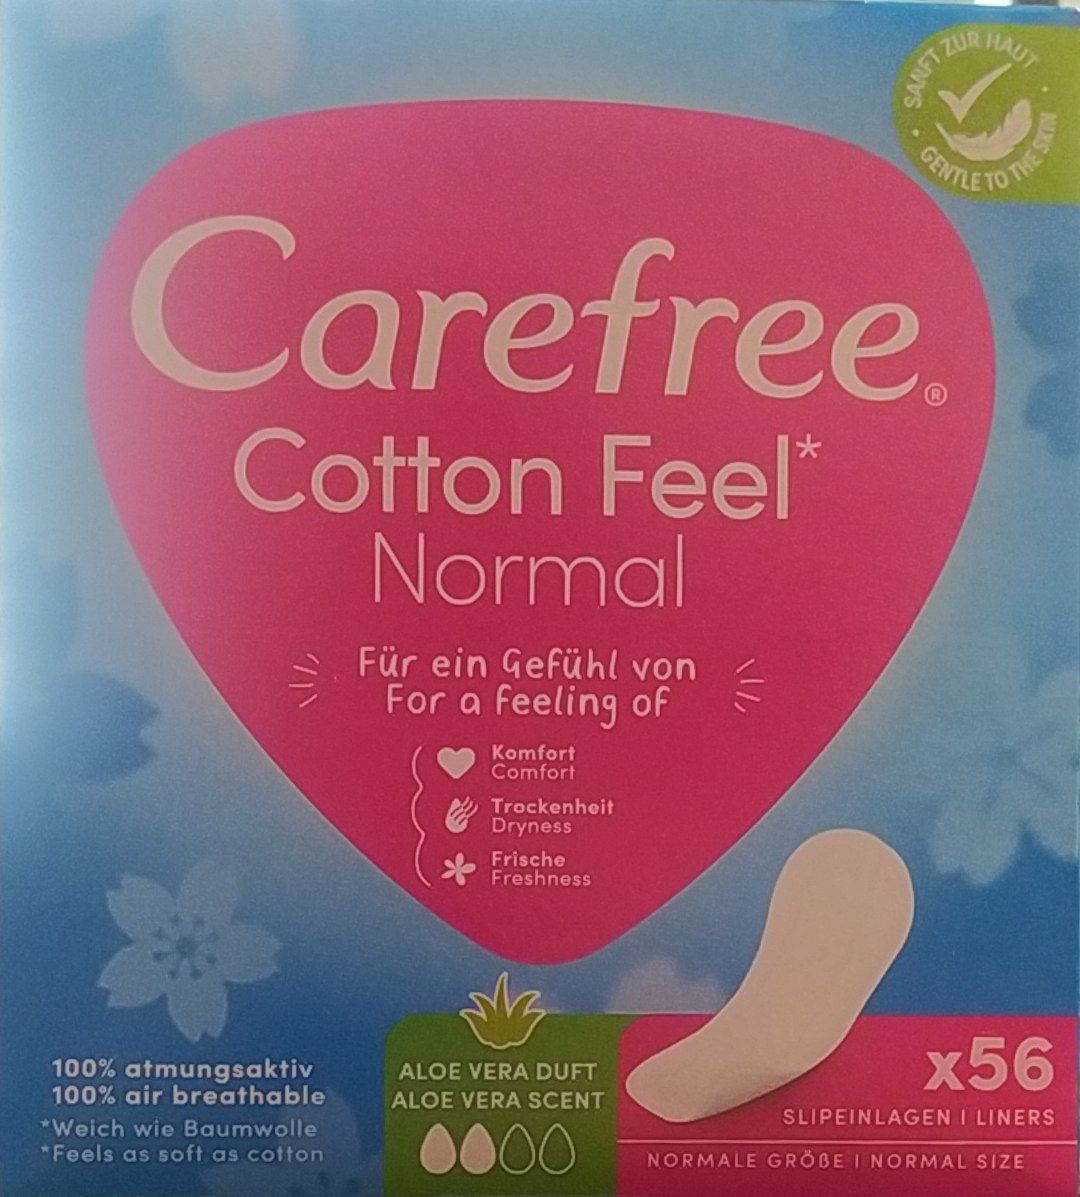 SANFT ZUR HAUT
GENTLE TO THE SKIN
Carefree®
Cotton Feel*
Normal
Für ein Gefühl von
For a feeling of
Komfort
Comfort
Trockenheit
Dryness
Frische
Freshness
100% atmungsaktiv
100% air breathable
*Weich wie Baumwolle
*Feels as soft as cotton
ALOE VERA DUFT
ALOE VERA SCENT
x56
SLIPEINLAGEN | LINERS
NORMALE GRÖßE | NORMAL SIZE